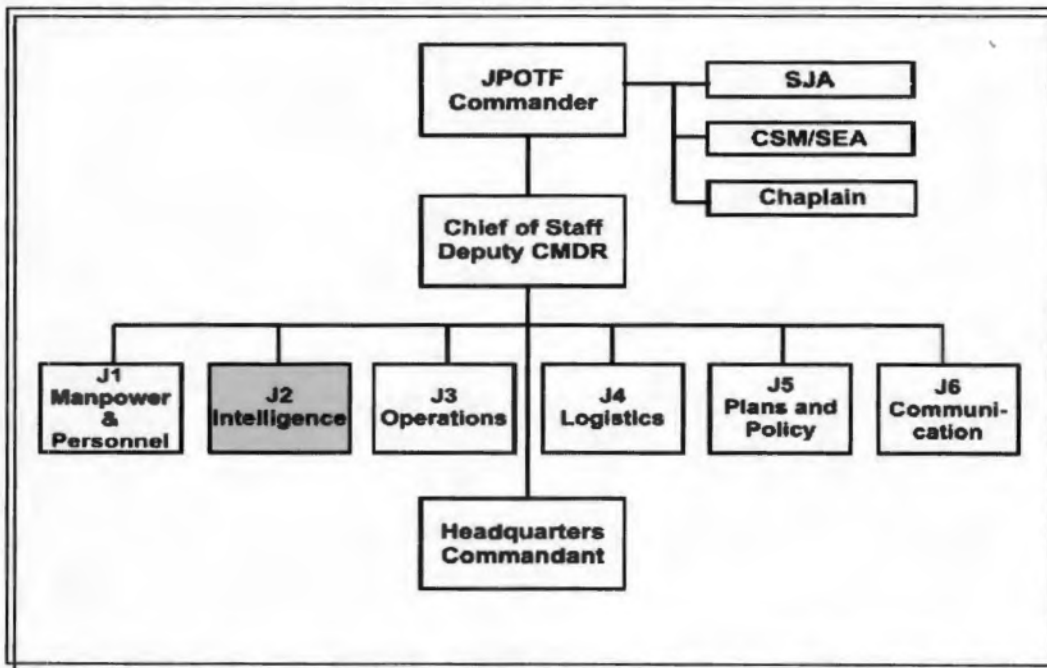 JPOTF
Commander
SJA
CSM/SEA
Chaplain
Chief of Staff
Deputy CMDR
J1
Manpower
&
Personnel
J2
Intelligence
J3
Operations
J4
Logistics
J5
Plans and
Policy
J6
Communi-
cation
Headquarters
Commandant